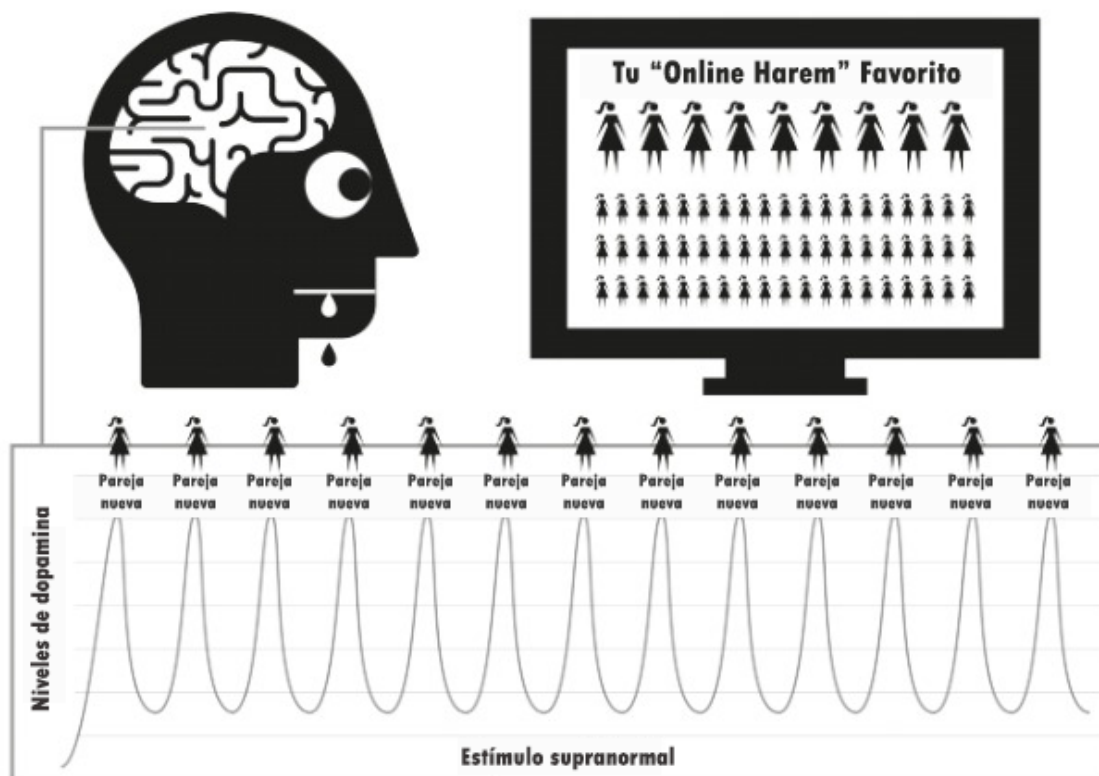 Tu “Online Harem” Favorito
Pareja Pareja Pareja Pareja Pareja Pareja Pareja Pareja Pareja Pareja Pareja Pareja Pareja
nueva nueva nueva nueva nueva nueva nueva nueva nueva nueva nueva nueva nueva
Niveles de dopamina
Estímulo supranormal